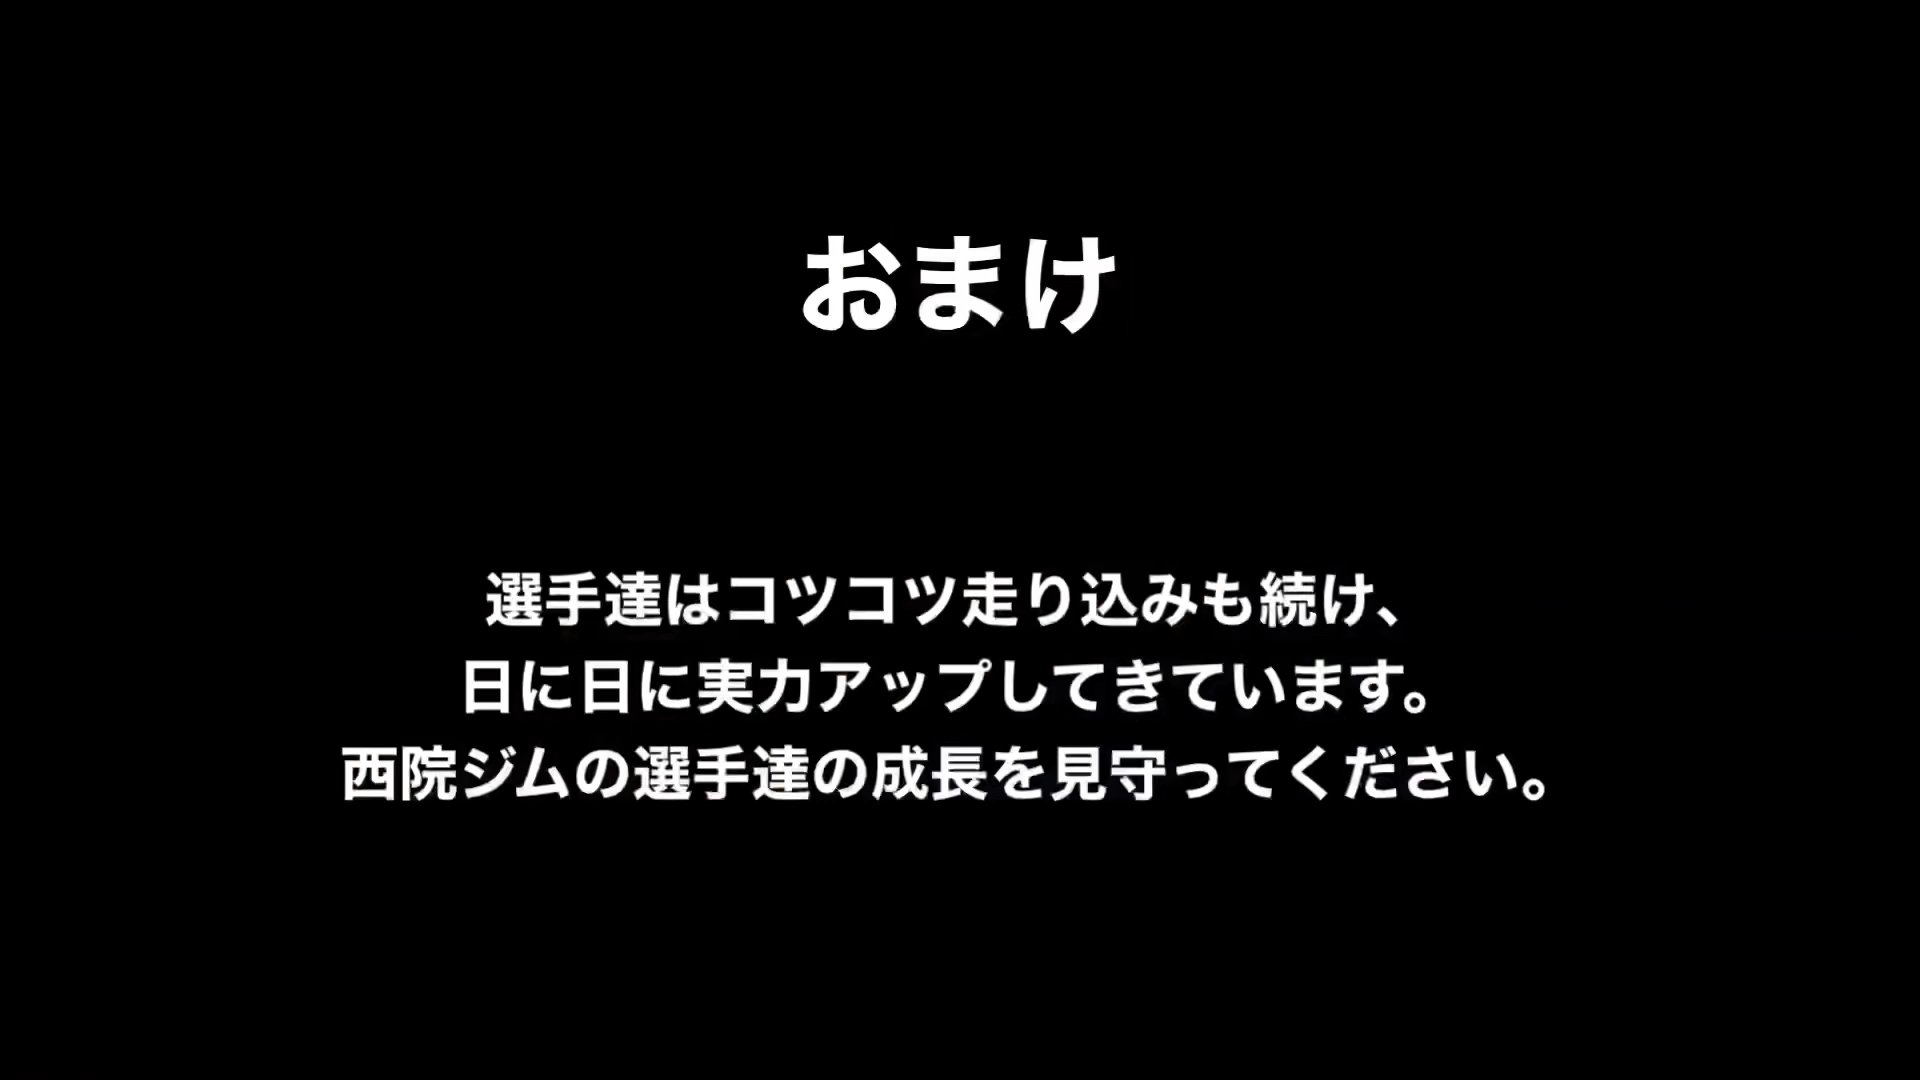 おまけ
選手達はコツコツ走り込みも続け、
日に日に実力アップしてきています。
西院ジムの選手達の成長を見守ってください。